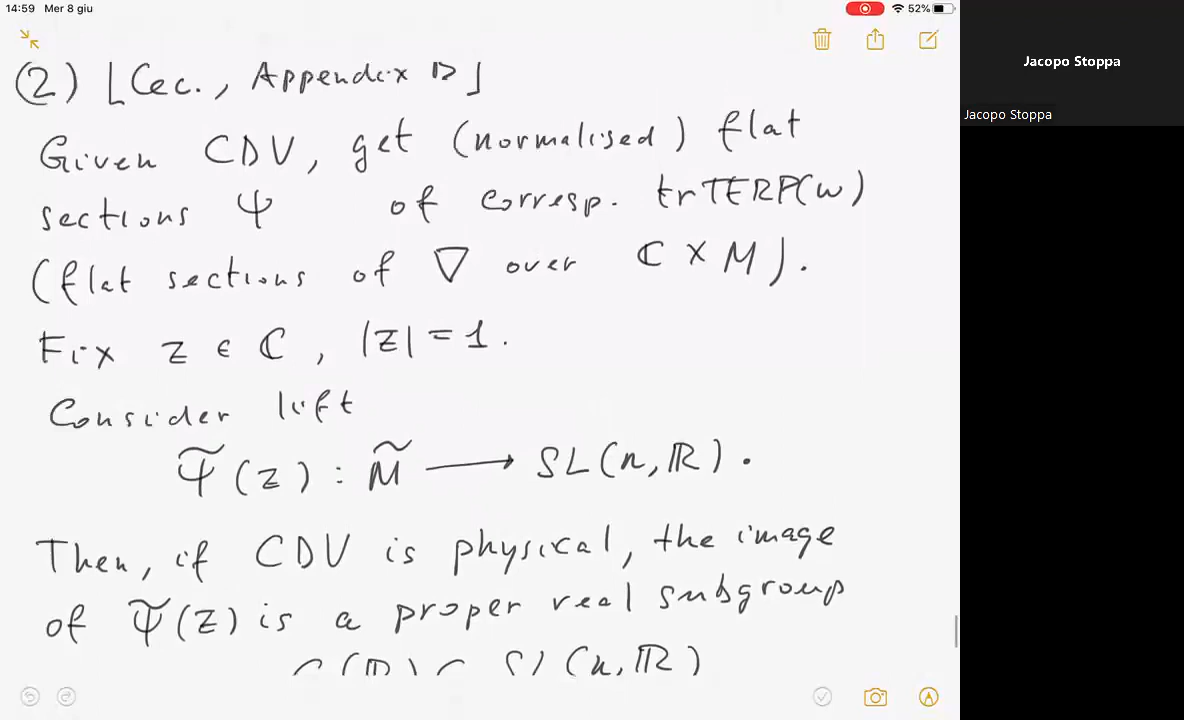 14:59 Mer 8 giu
52%
Jacopo Stoppa
Jacopo Stoppa
(2) [Cec., Appendix D]
Given CDV, get (normalised) flat
sections Ψ of corresp. trTERP(w)
(flat sections of ∇ over ℂ × M).
Fix z ∈ ℂ, |z| = 1.
Consider lift
Ψ̃(z) : M̃ ⟶ SL(n, ℝ).
Then, if CDV is physical, the image
of Ψ̃(z) is a proper real subgroup
G(ℝ) ⊂ SL(n, ℝ)